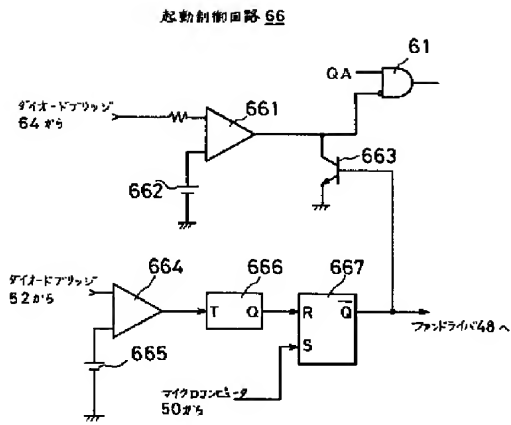 起動制御回路 66
61
QA
ダイオードブリッジ
64から
661
663
662
ダイオードブリッジ
52から
664
666
667
T Q
R Q̅
S
665
ファンドライバ48へ
マイクロコンピュータ
50から